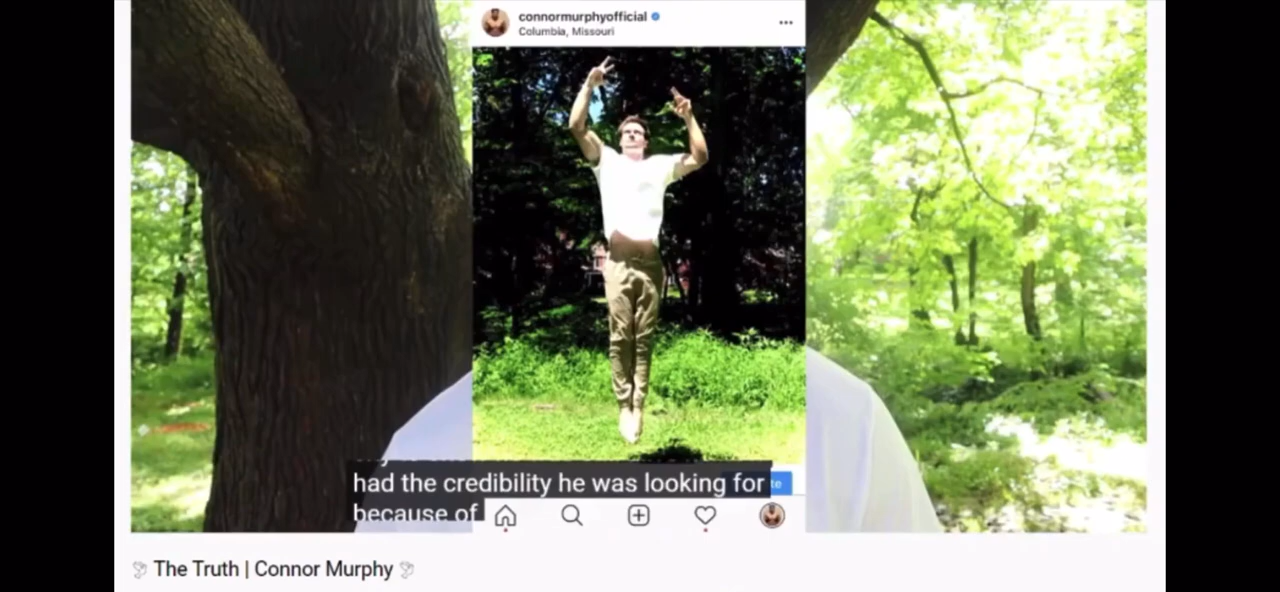 connormurphyofficial
Columbia, Missouri
had the credibility he was looking for
because of
The Truth | Connor Murphy